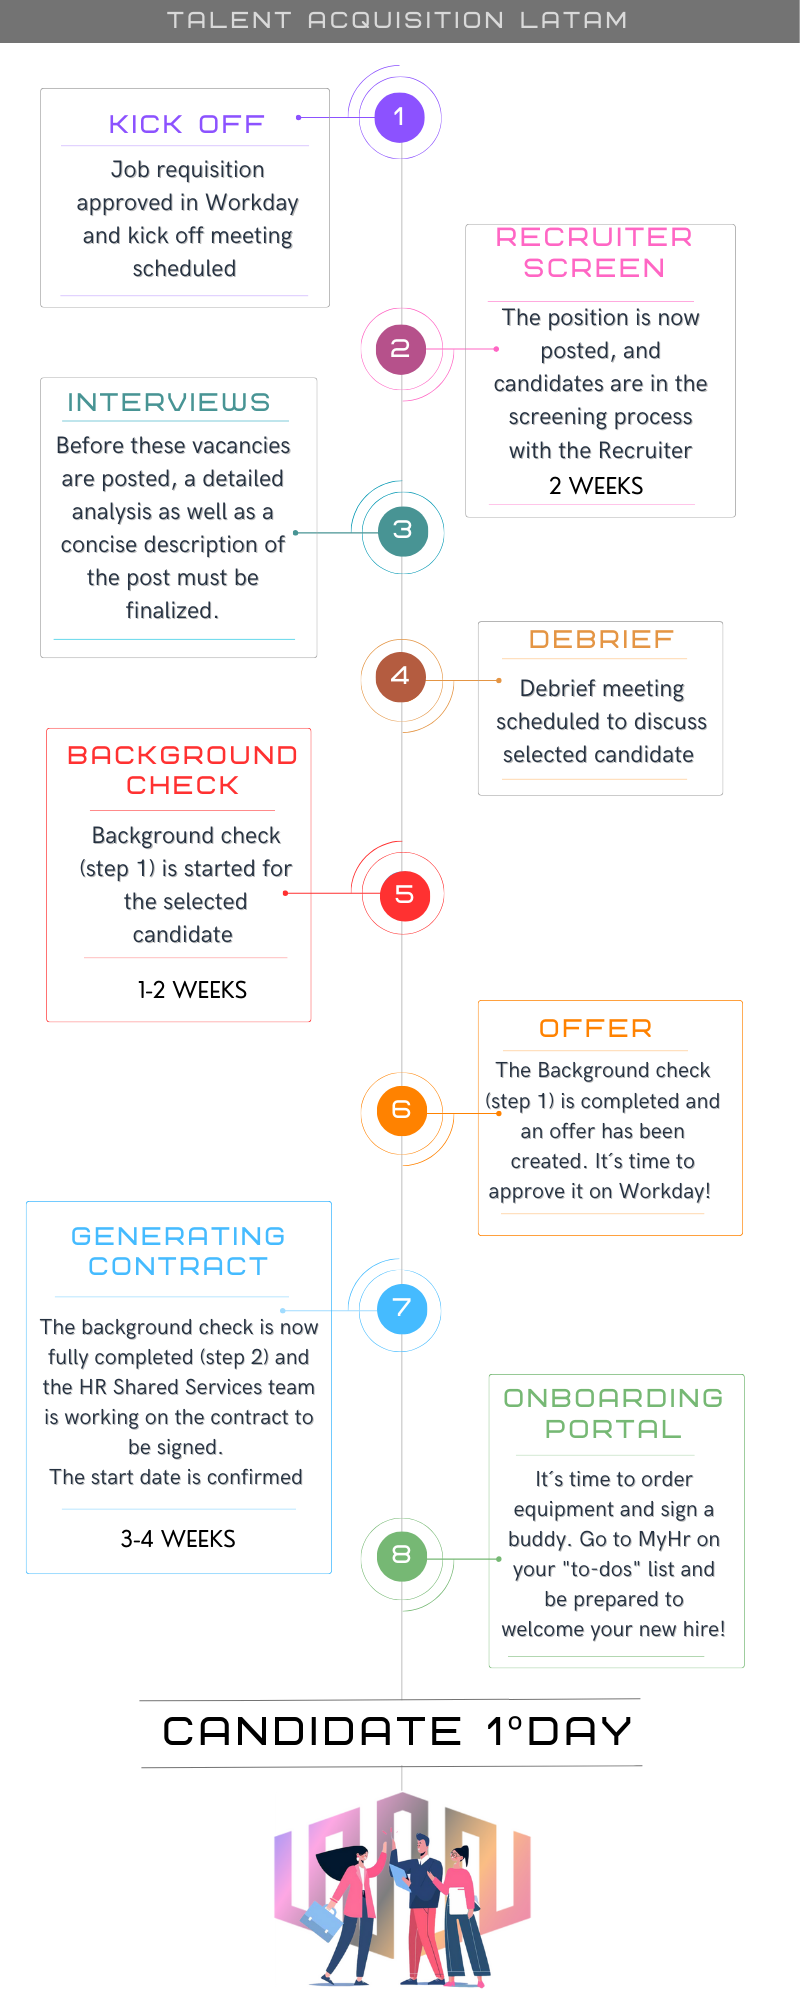 TALENT ACQUISITION LATAM
1
KICK OFF
Job requisition
approved in Workday
and kick off meeting
scheduled
RECRUITER
SCREEN
2
The position is now
posted, and
candidates are in the
screening process
with the Recruiter
2 WEEKS
INTERVIEWS
3
Before these vacancies
are posted, a detailed
analysis as well as a
concise description of
the post must be
finalized.
4
DEBRIEF
Debrief meeting
scheduled to discuss
selected candidate
BACKGROUND
CHECK
5
Background check
(step 1) is started for
the selected
candidate
1-2 WEEKS
OFFER
6
The Background check
(step 1) is completed and
an offer has been
created. It´s time to
approve it on Workday!
GENERATING
CONTRACT
7
The background check is now
fully completed (step 2) and
the HR Shared Services team
is working on the contract to
be signed.
The start date is confirmed
3-4 WEEKS
ONBOARDING
PORTAL
8
It´s time to order
equipment and sign a
buddy. Go to MyHr on
your "to-dos" list and
be prepared to
welcome your new hire!
CANDIDATE 1ºDAY